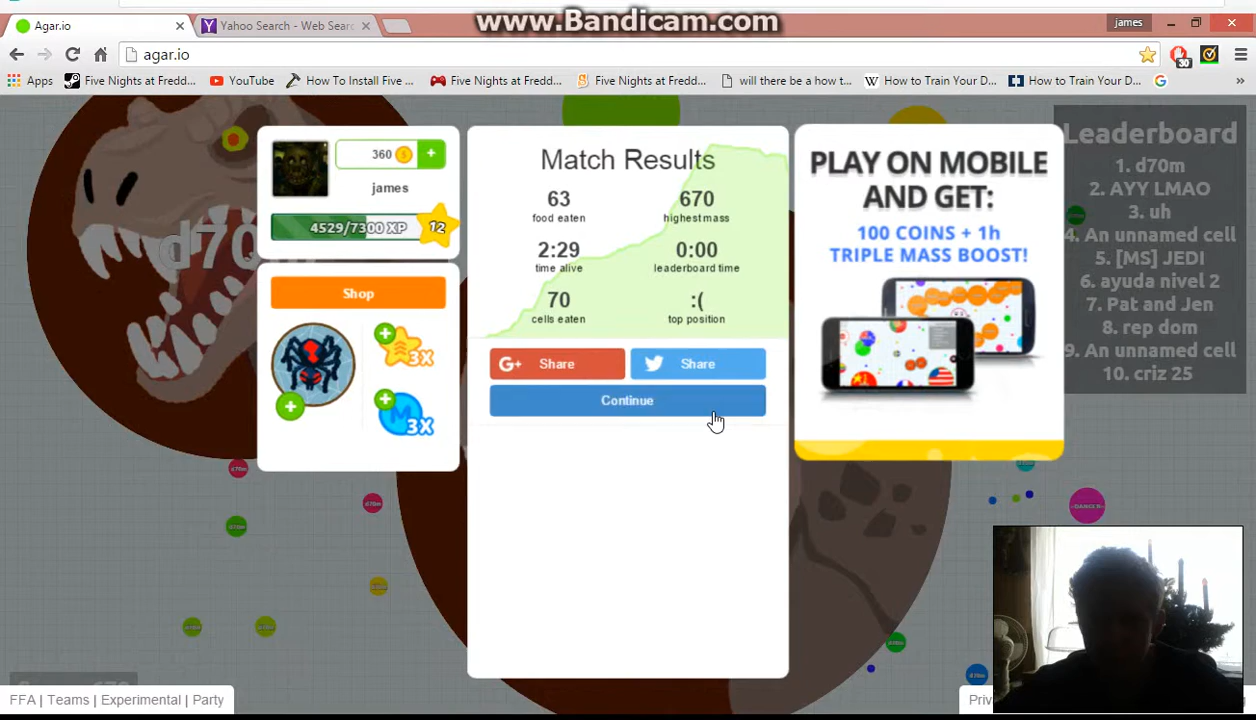 www.Bandicam.com
Agar.io
Yahoo Search - Web Searc
james
agar.io
30
Apps
Five Nights at Fredd...
YouTube
How To Install Five ...
Five Nights at Fredd...
Five Nights at Fredd...
will there be a how t...
How to Train Your D...
How to Train Your D...
360
james
4529/7300 XP
12
Shop
3X
M
3X
Match Results
63
food eaten
670
highest mass
2:29
time alive
0:00
leaderboard time
70
cells eaten
:(
top position
G+ Share
Share
Continue
PLAY ON MOBILE
AND GET:
100 COINS + 1h
TRIPLE MASS BOOST!
Leaderboard
1. d70m
2. AYY LMAO
3. uh
4. An unnamed cell
5. [MS] JEDI
6. ayuda nivel 2
7. Pat and Jen
8. rep dom
9. An unnamed cell
10. criz 25
d70m
d70m
d70m
d70m
FFA | Teams | Experimental | Party
Pri